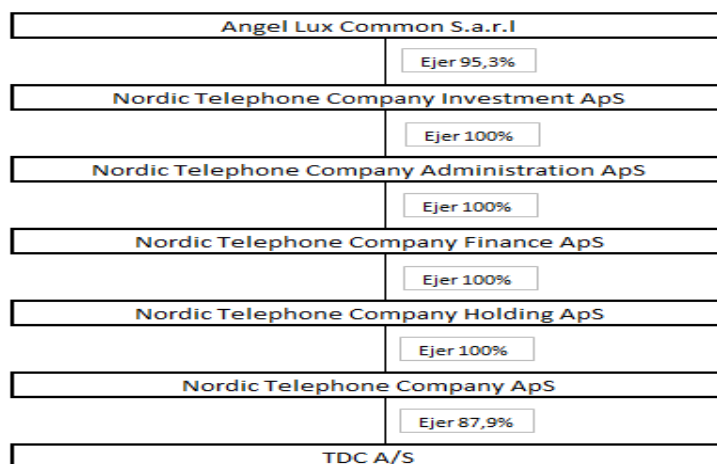 Angel Lux Common S.a.r.l
Ejer 95,3%
Nordic Telephone Company Investment ApS
Ejer 100%
Nordic Telephone Company Administration ApS
Ejer 100%
Nordic Telephone Company Finance ApS
Ejer 100%
Nordic Telephone Company Holding ApS
Ejer 100%
Nordic Telephone Company ApS
Ejer 87,9%
TDC A/S